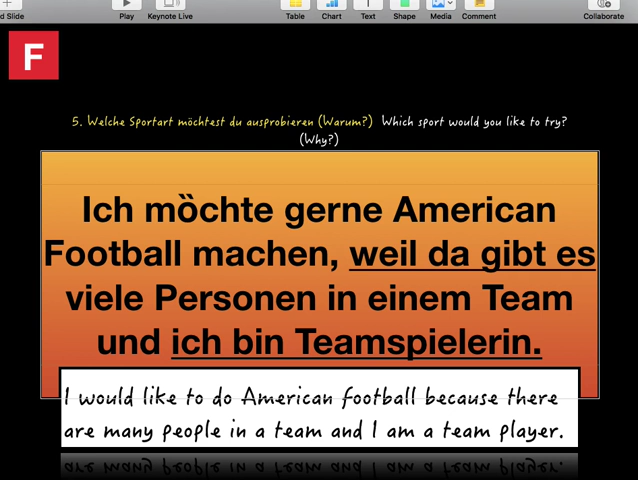 d Slide
Play
Keynote Live
Table
Chart
Text
Shape
Media
Comment
Collaborate
F
5. Welche Sportart möchtest du ausprobieren (Warum?) Which sport would you like to try?
(Why?)
Ich mȍchte gerne American
Football machen, weil da gibt es
viele Personen in einem Team
und ich bin Teamspielerin.
I would like to do American football because there
are many people in a team and I am a team player.